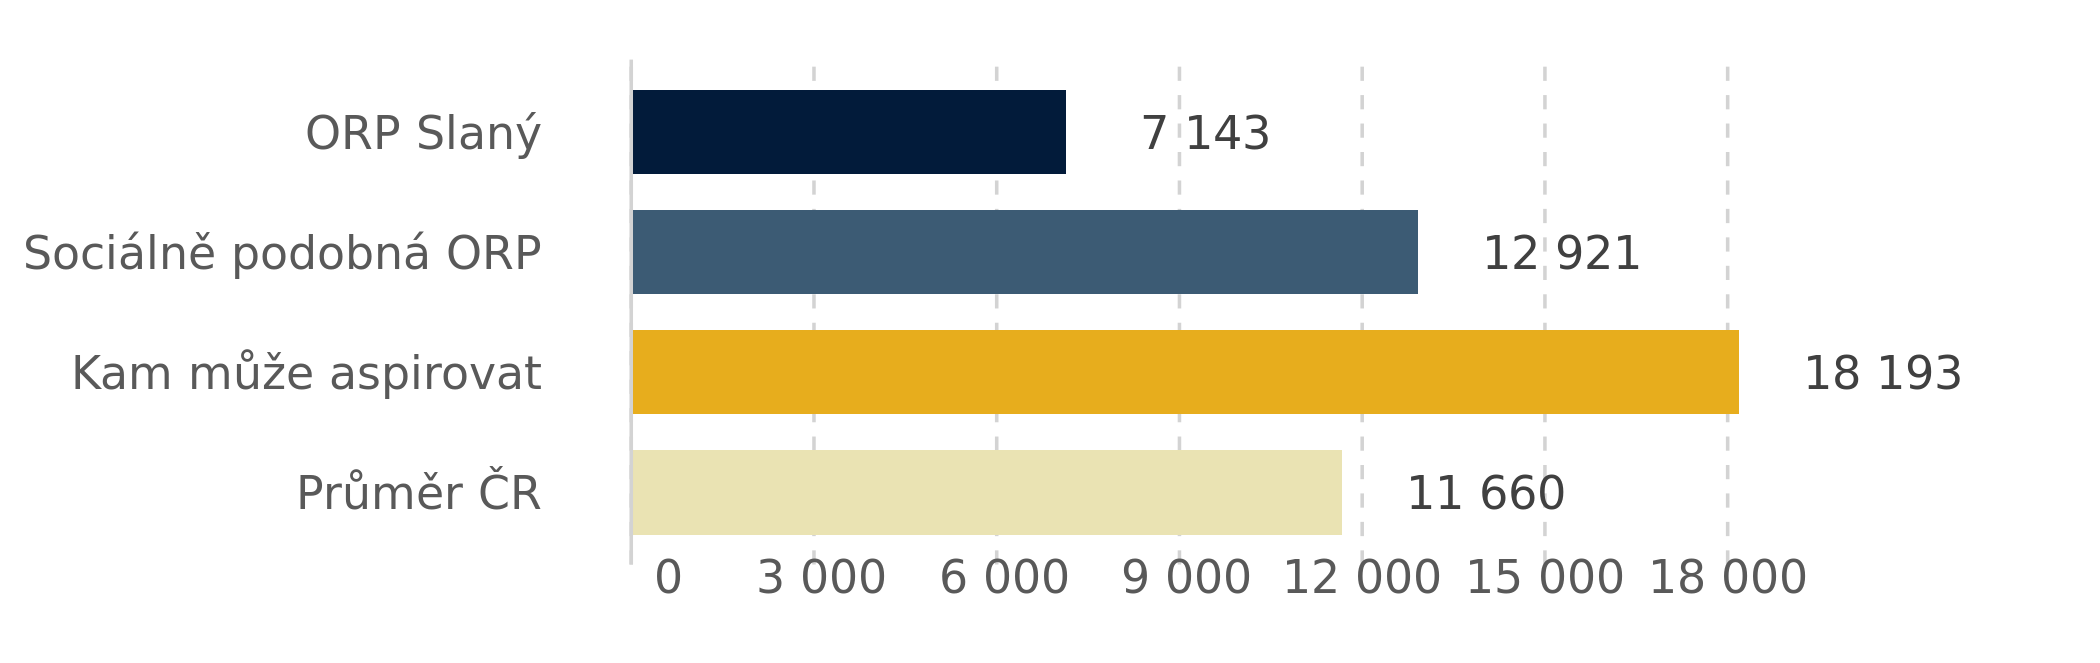 ORP Slaný 7 143
Sociálně podobná ORP 12 921
Kam může aspirovat 18 193
Průměr ČR 11 660
0 3 000 6 000 9 000 12 000 15 000 18 000